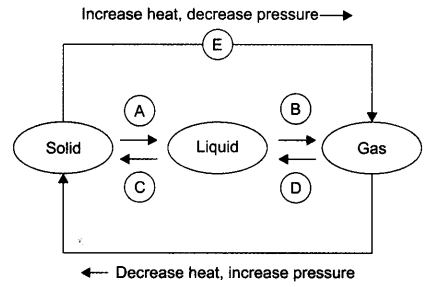 Increase heat, decrease pressure
E
A
B
Solid
Liquid
Gas
C
D
Decrease heat, increase pressure